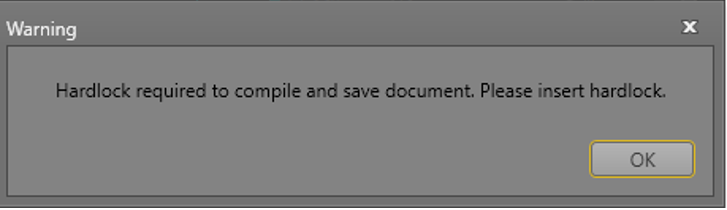 Warning
Hardlock required to compile and save document. Please insert hardlock.
OK